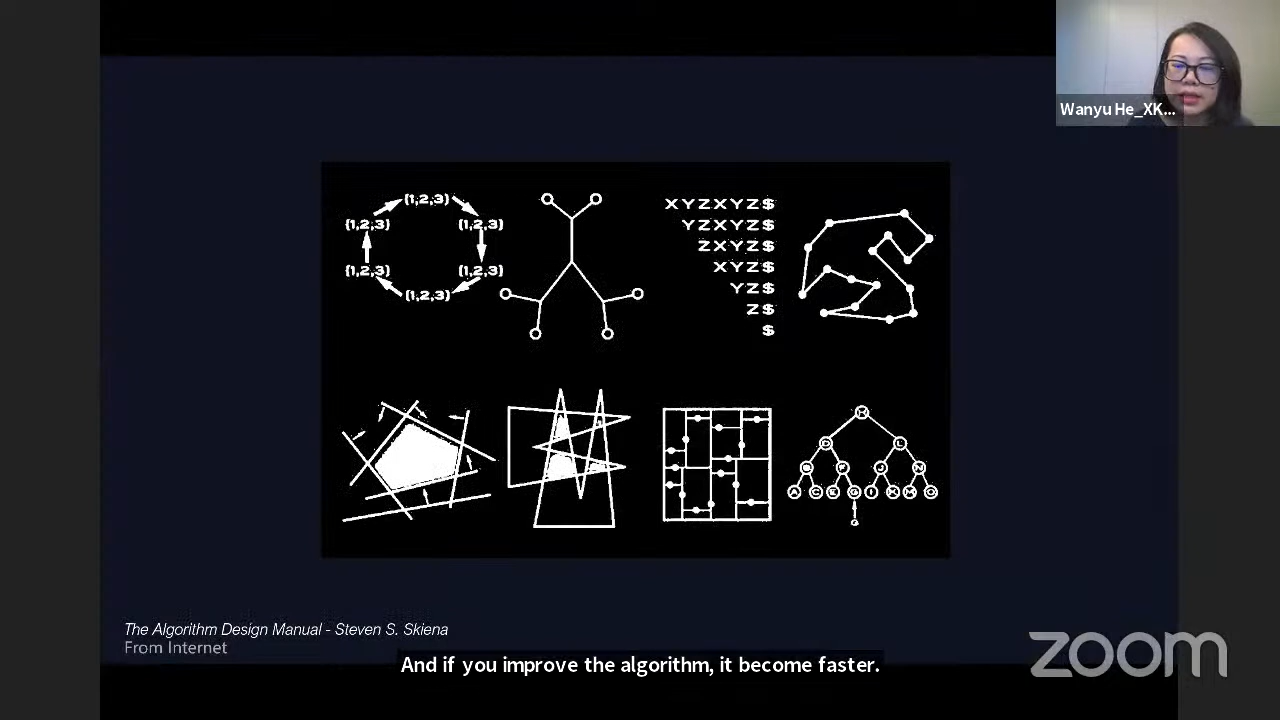 Wanyu He_XK...
{1,2,3}
{1,2,3}
{1,2,3}
{1,2,3}
{1,2,3}
{1,2,3}
XYZXYZ$
YZXYZ$
ZXYZ$
XYZ$
YZ$
Z$
$
D L
F J N
A C E G I K M O
The Algorithm Design Manual - Steven S. Skiena
From Internet
And if you improve the algorithm, it become faster.
zoom